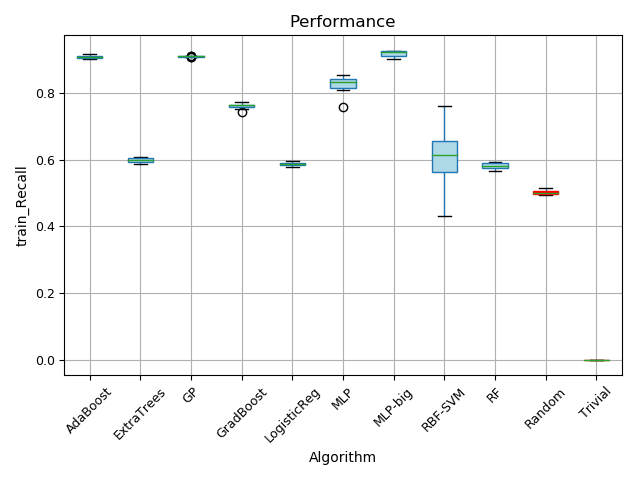 Performance
train_Recall
0.8
0.6
0.4
0.2
0.0
AdaBoost
ExtraTrees
GP
GradBoost
LogisticReg
MLP
MLP-big
RBF-SVM
RF
Random
Trivial
Algorithm